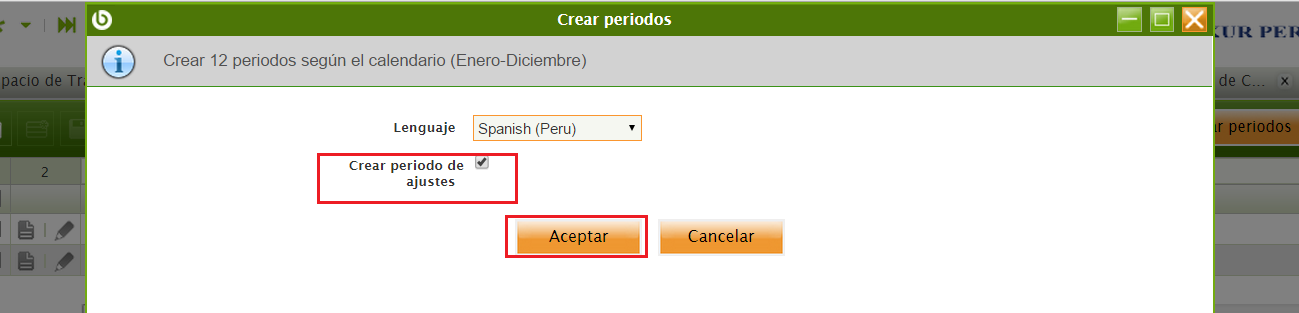 Crear periodos
XUR PER
Crear 12 periodos según el calendario (Enero-Diciembre)
pacio de Tra
de C... ×
Lenguaje Spanish (Peru)
ar periodos
Crear periodo de
ajustes
2
Aceptar Cancelar